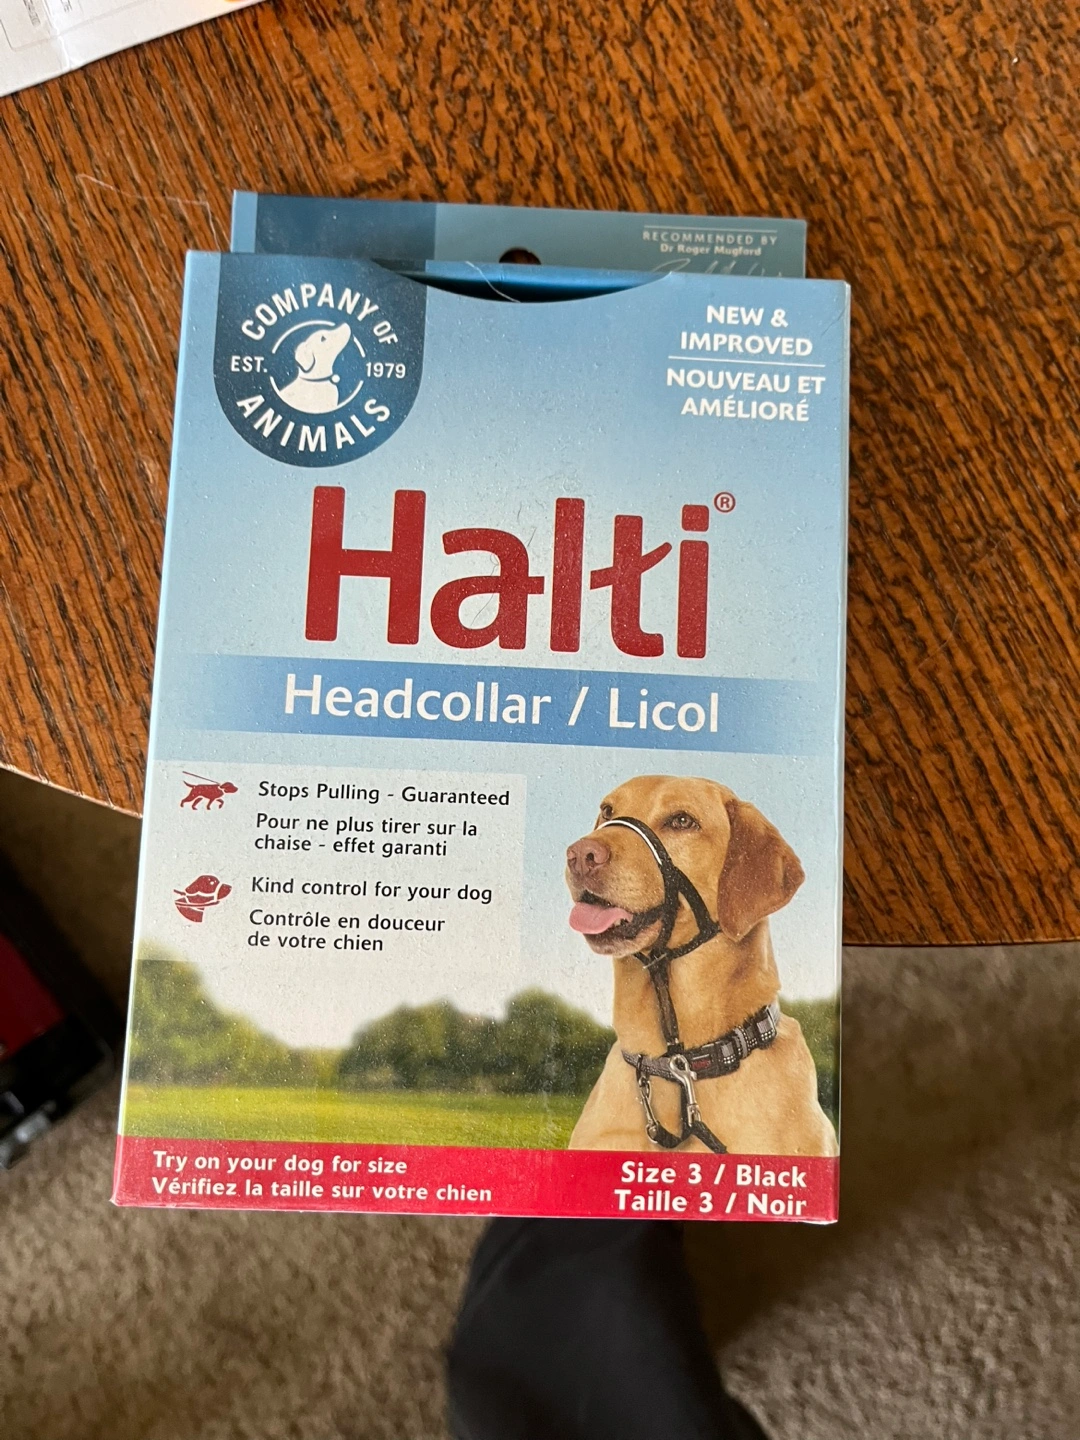 RECOMMENDED BY
Dr Roger Mugford
COMPANY OF
EST. 1979
ANIMALS
NEW &
IMPROVED
NOUVEAU ET
AMÉLIORÉ
Halti®
Headcollar / Licol
Stops Pulling - Guaranteed
Pour ne plus tirer sur la
chaise - effet garanti
Kind control for your dog
Contrôle en douceur
de votre chien
Try on your dog for size
Vérifiez la taille sur votre chien
Size 3 / Black
Taille 3 / Noir